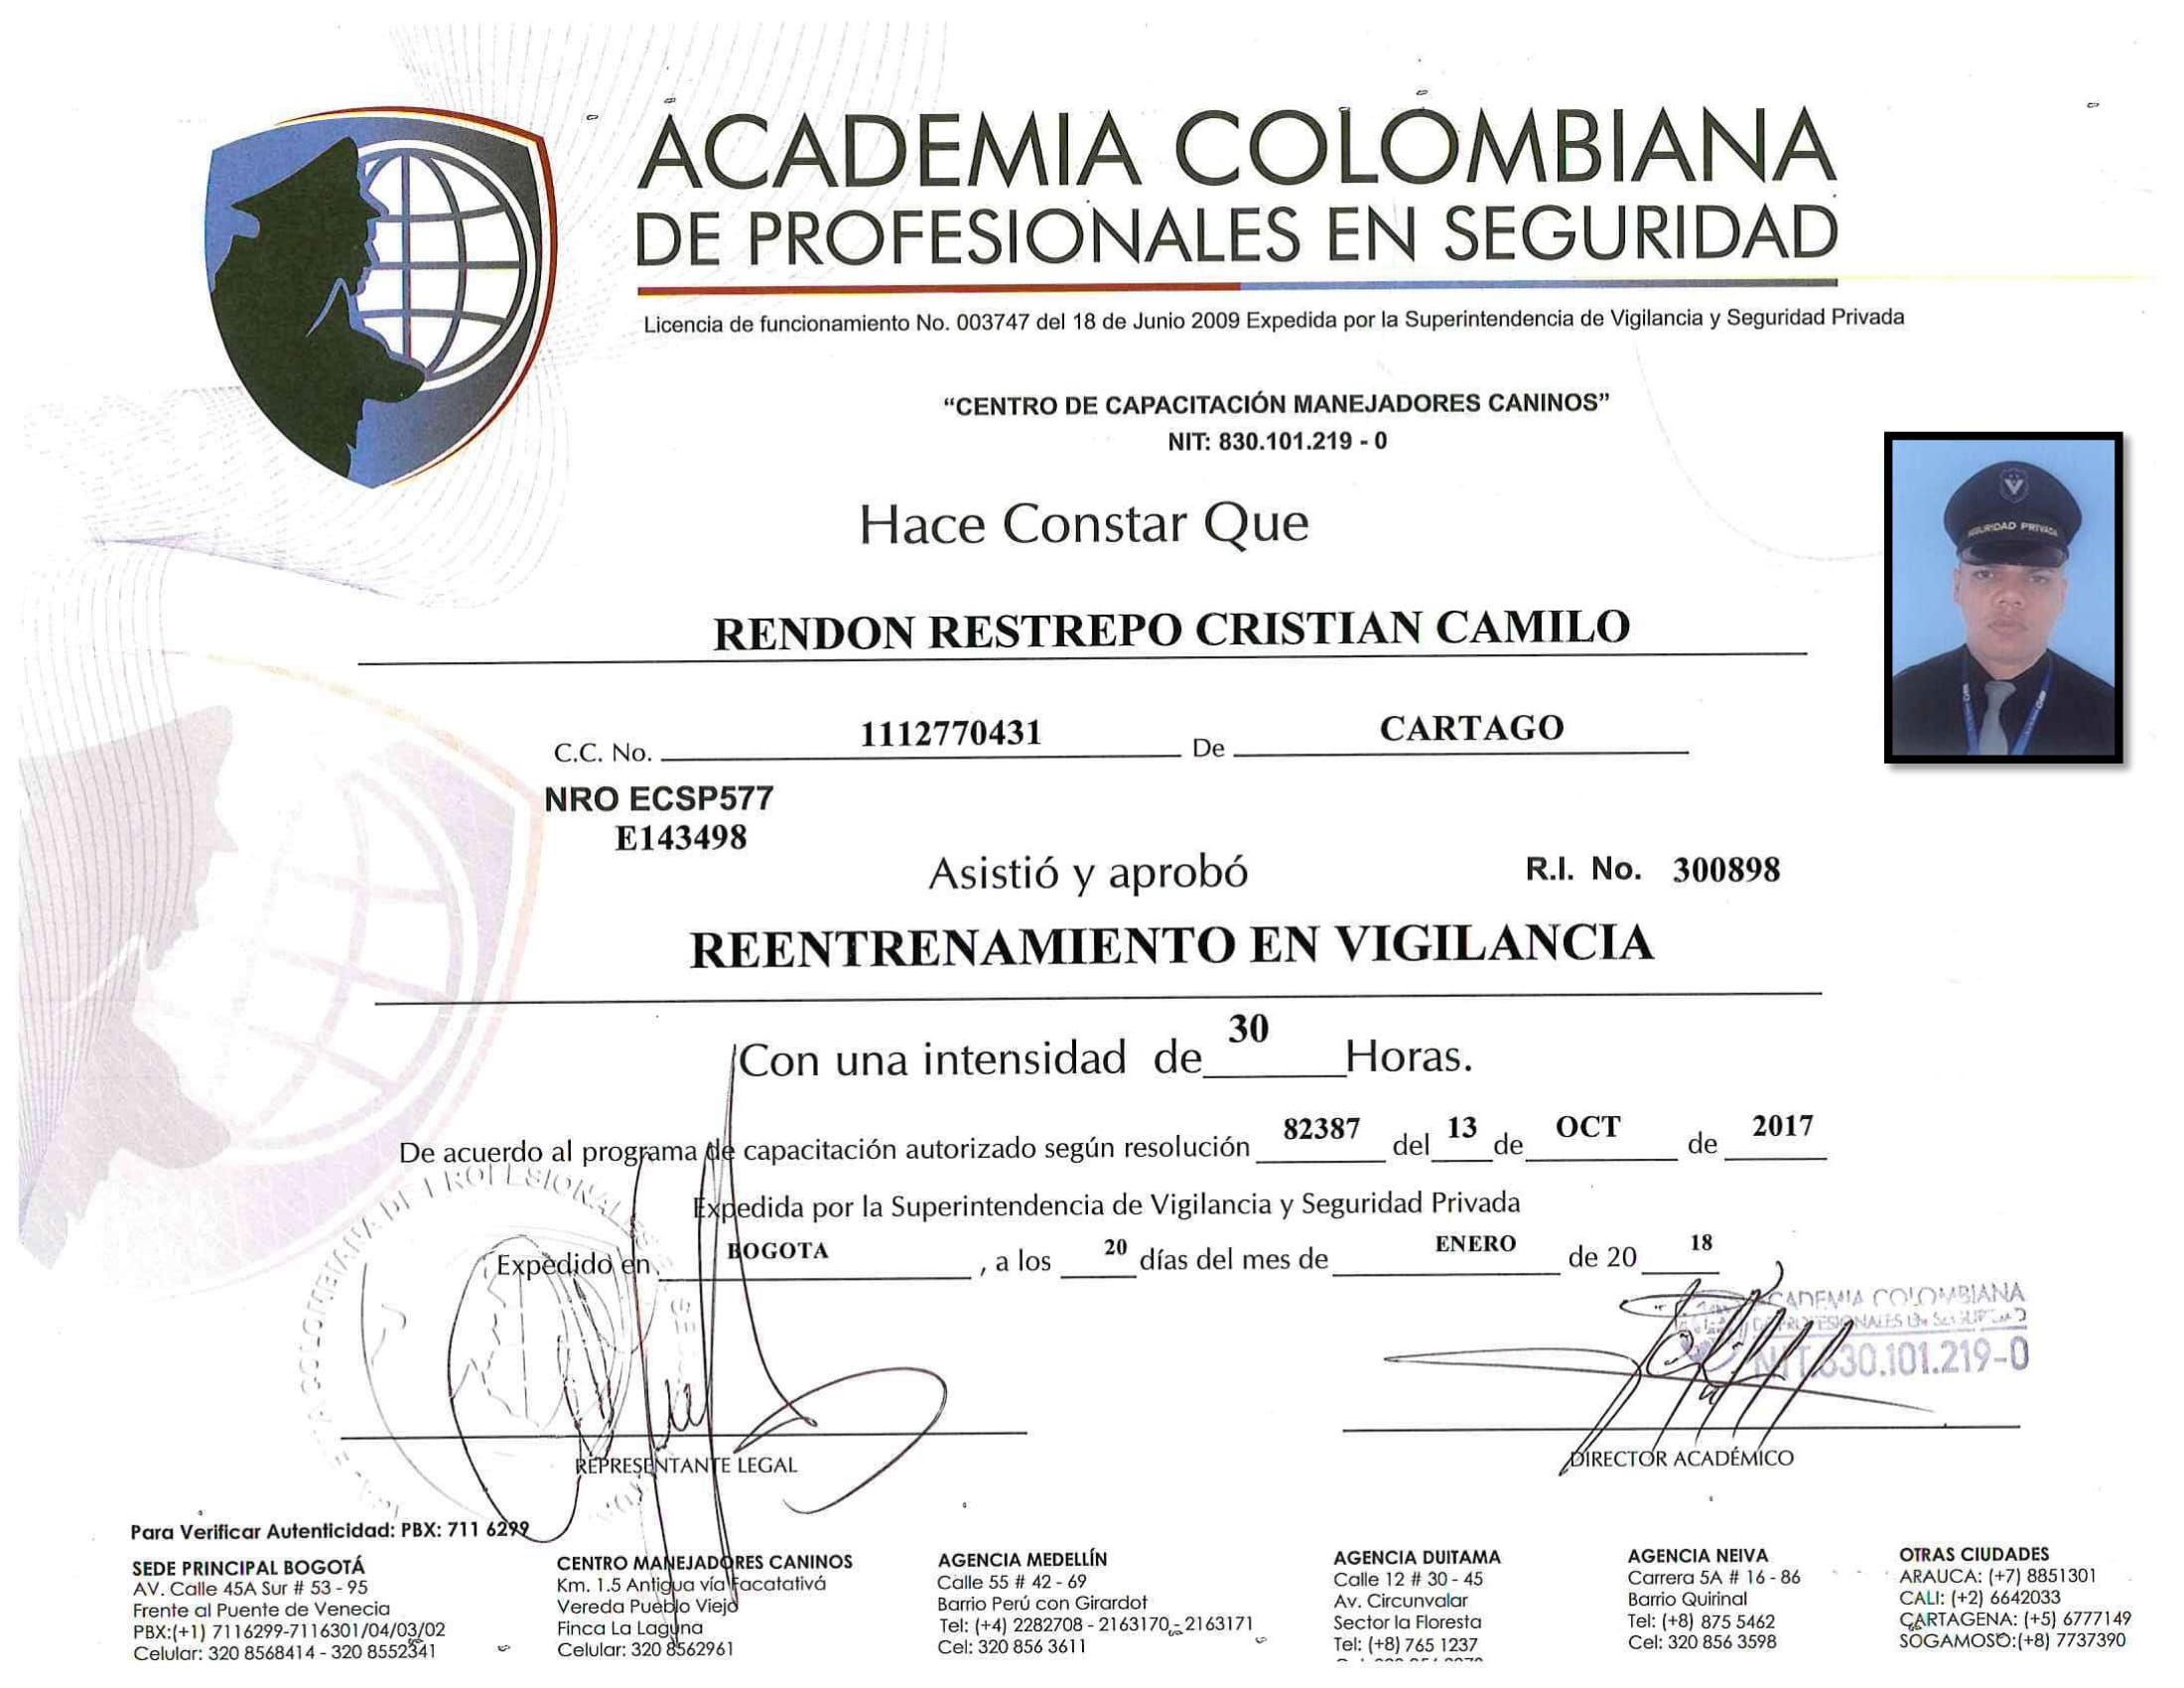 ACADEMIA COLOMBIANA
DE PROFESIONALES EN SEGURIDAD
Licencia de funcionamiento No. 003747 del 18 de Junio 2009 Expedida por la Superintendencia de Vigilancia y Seguridad Privada
“CENTRO DE CAPACITACIÓN MANEJADORES CANINOS”
NIT: 830.101.219 - 0
Hace Constar Que
RENDON RESTREPO CRISTIAN CAMILO
C.C. No. 1112770431 De CARTAGO
NRO ECSP577
E143498
Asistió y aprobó R.I. No. 300898
REENTRENAMIENTO EN VIGILANCIA
Con una intensidad de 30 Horas.
De acuerdo al programa de capacitación autorizado según resolución 82387 del 13 de OCT de 2017
Expedida por la Superintendencia de Vigilancia y Seguridad Privada
Expedido en BOGOTA, a los 20 días del mes de ENERO de 20 18
ACADEMIA COLOMBIANA
DE PROFESIONALES EN SEGURIDAD
NIT.830.101.219-0
REPRESENTANTE LEGAL
DIRECTOR ACADÉMICO
Para Verificar Autenticidad: PBX: 711 6299
SEDE PRINCIPAL BOGOTÁ
AV. Calle 45A Sur # 53 - 95
Frente al Puente de Venecia
PBX:(+1) 7116299-7116301/04/03/02
Celular: 320 8568414 - 320 8552341
CENTRO MANEJADORES CANINOS
Km. 1.5 Antigua vía Facatativá
Vereda Pueblo Viejo
Finca La Laguna
Celular: 320 8562961
AGENCIA MEDELLÍN
Calle 55 # 42 - 69
Barrio Perú con Girardot
Tel: (+4) 2282708 - 2163170 - 2163171
Cel: 320 856 3611
AGENCIA DUITAMA
Calle 12 # 30 - 45
Av. Circunvalar
Sector la Floresta
Tel: (+8) 765 1237
AGENCIA NEIVA
Carrera 5A # 16 - 86
Barrio Quirinal
Tel: (+8) 875 5462
Cel: 320 856 3598
OTRAS CIUDADES
ARAUCA: (+7) 8851301
CALI: (+2) 6642033
CARTAGENA: (+5) 6777149
SOGAMOSO:(+8) 7737390